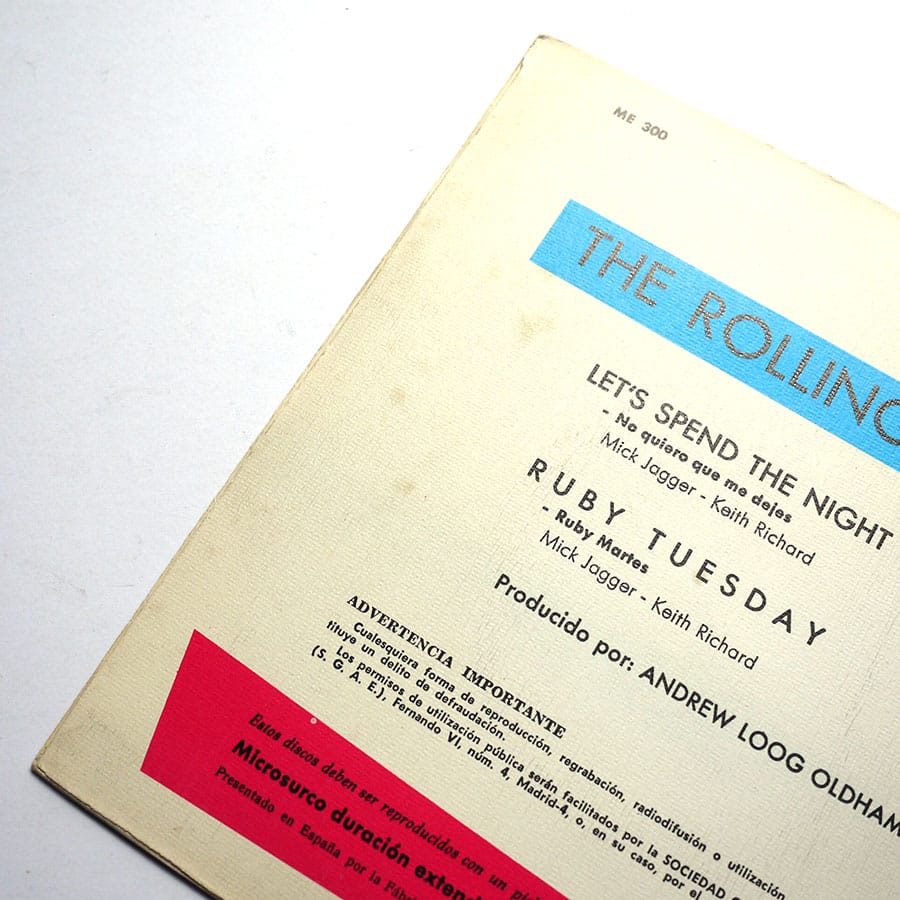 ME 300
THE ROLLING
LET'S SPEND THE NIGHT
- No quiero que me dejes
Mick Jagger - Keith Richard
RUBY TUESDAY
- Ruby Martes
Mick Jagger - Keith Richard
Producido por: ANDREW LOOG OLDHAM
ADVERTENCIA IMPORTANTE
Cualesquiera forma de reproducción, regrabación, radiodifusión o utilización
tituye un delito de defraudación.
Los permisos de utilización pública serán facilitados por la SOCIEDAD
(S. G. A. E.), Fernando VI, núm. 4, Madrid-4, o, en su caso, por el
Estos discos deben ser reproducidos con un
Microsurco duración
Presentado en España por la